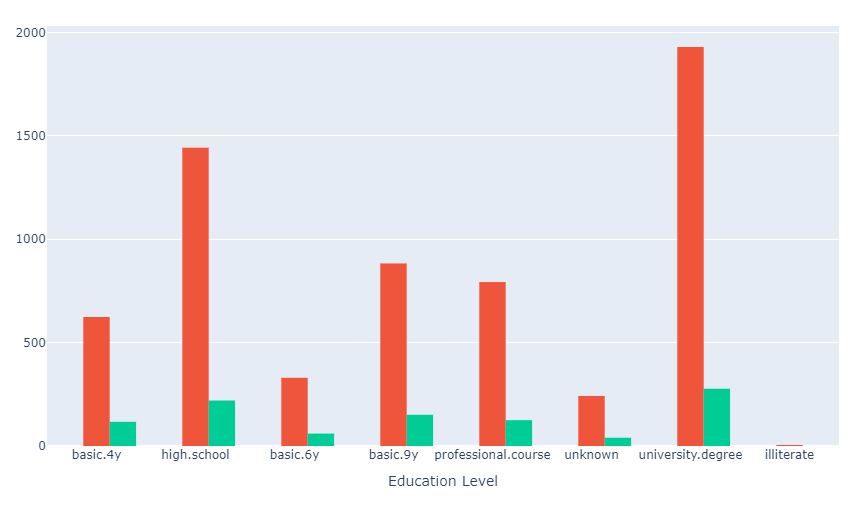 2000
1500
1000
500
0
basic.4y high.school basic.6y basic.9y professional.course unknown university.degree illiterate
Education Level